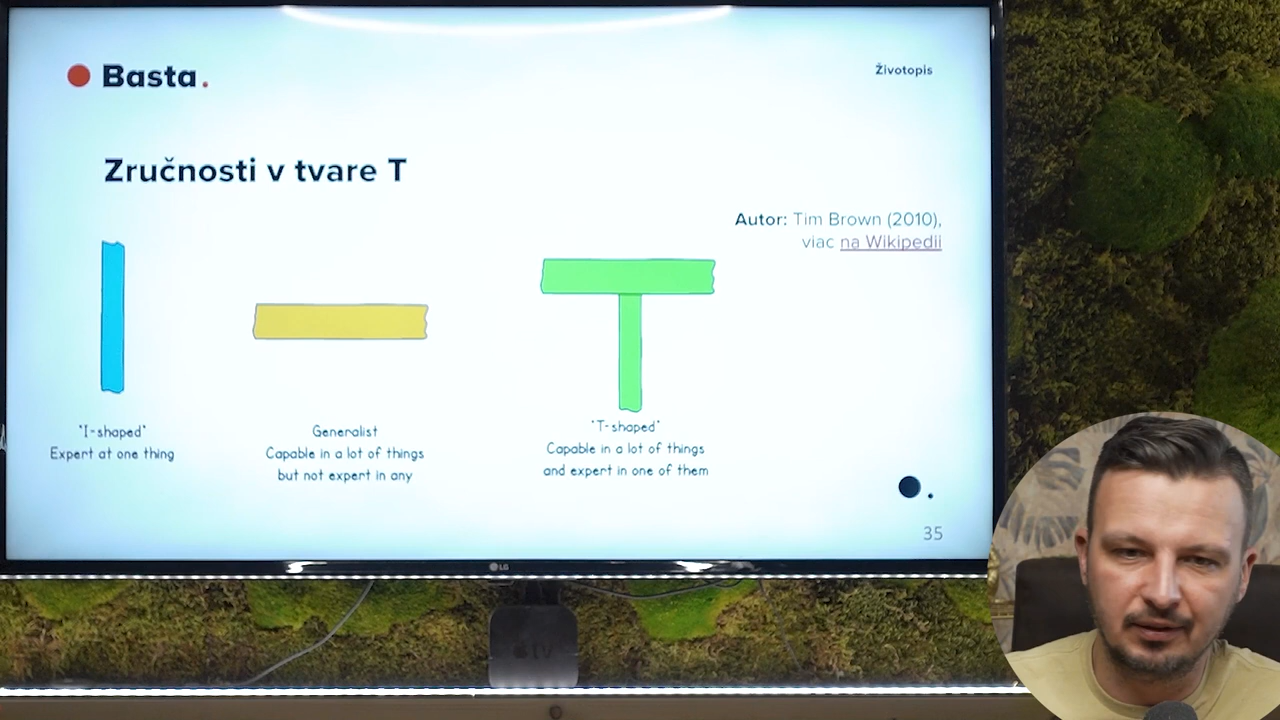 Basta.
Životopis
Zručnosti v tvare T
Autor: Tim Brown (2010),
viac na Wikipedii
"I-shaped"
Expert at one thing
Generalist
Capable in a lot of things
but not expert in any
"T-shaped"
Capable in a lot of things
and expert in one of them
35
LG
tv